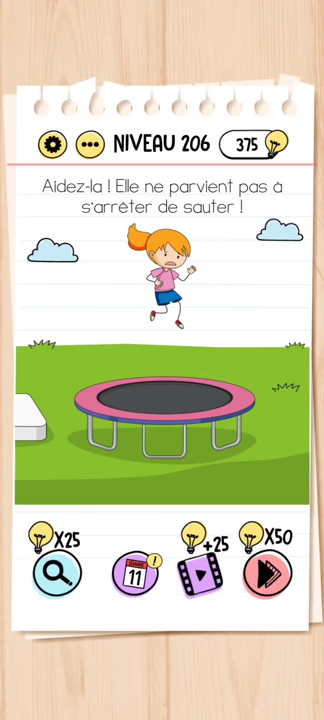 NIVEAU 206
375
Aidez-la ! Elle ne parvient pas à
s'arrêter de sauter !
X25
+25
X50
11